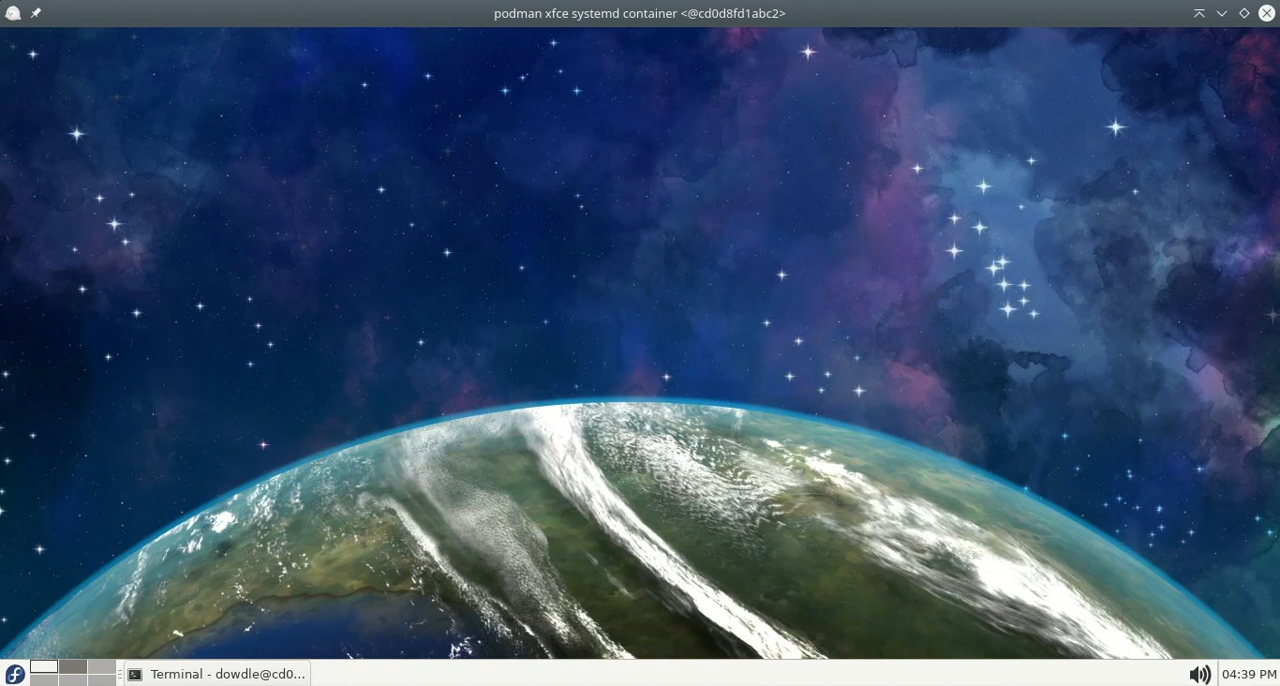 podman xfce systemd container <@cd0d8fd1abc2>
Terminal - dowdle@cd0...
04:39 PM